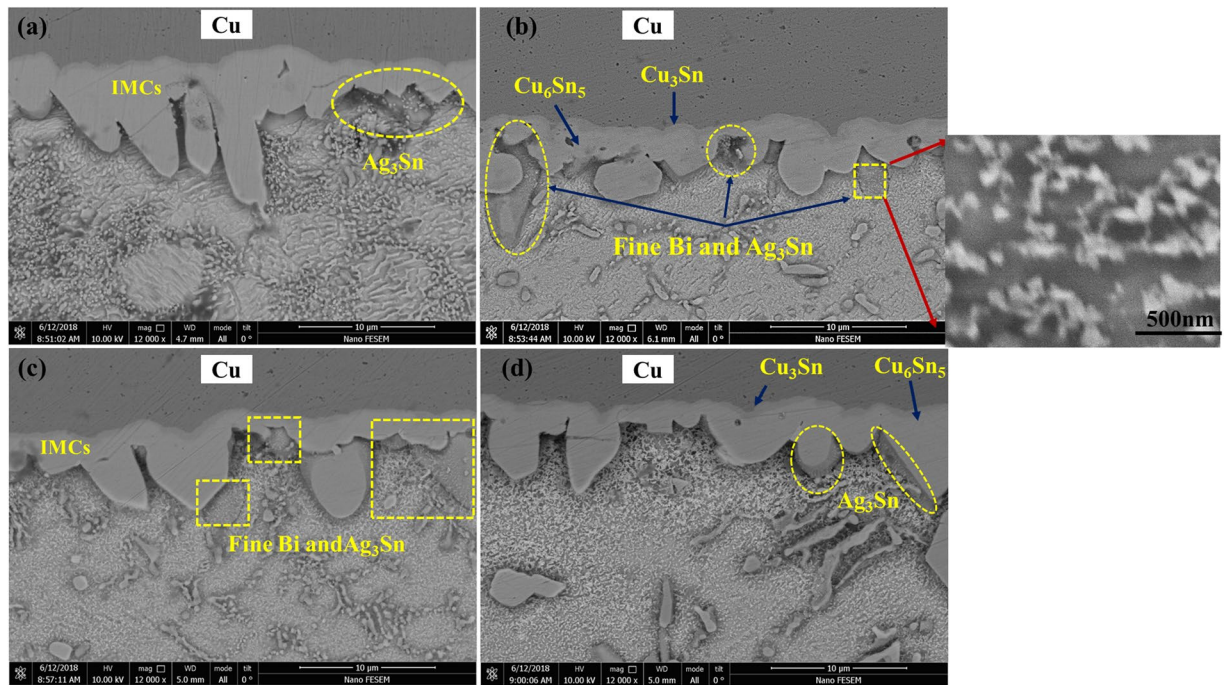 (a)
Cu
IMCs
Ag₃Sn
6/12/2018 HV mag WD mode tilt 10 µm
8:51:02 AM 10.00 kV 12 000 x 4.7 mm All 0 ° Nano FESEM
(b)
Cu
Cu₃Sn
Cu₆Sn₅
Fine Bi and Ag₃Sn
6/12/2018 HV mag WD mode tilt 10 µm
8:53:44 AM 10.00 kV 12 000 x 6.1 mm All 0 ° Nano FESEM
500nm
(c)
Cu
IMCs
Fine Bi andAg₃Sn
6/12/2018 HV mag WD mode tilt 10 µm
8:57:11 AM 10.00 kV 12 000 x 5.0 mm All 0 ° Nano FESEM
(d)
Cu
Cu₃Sn
Cu₆Sn₅
Ag₃Sn
6/12/2018 HV mag WD mode tilt 10 µm
9:00:06 AM 10.00 kV 12 000 x 5.0 mm All 0 ° Nano FESEM